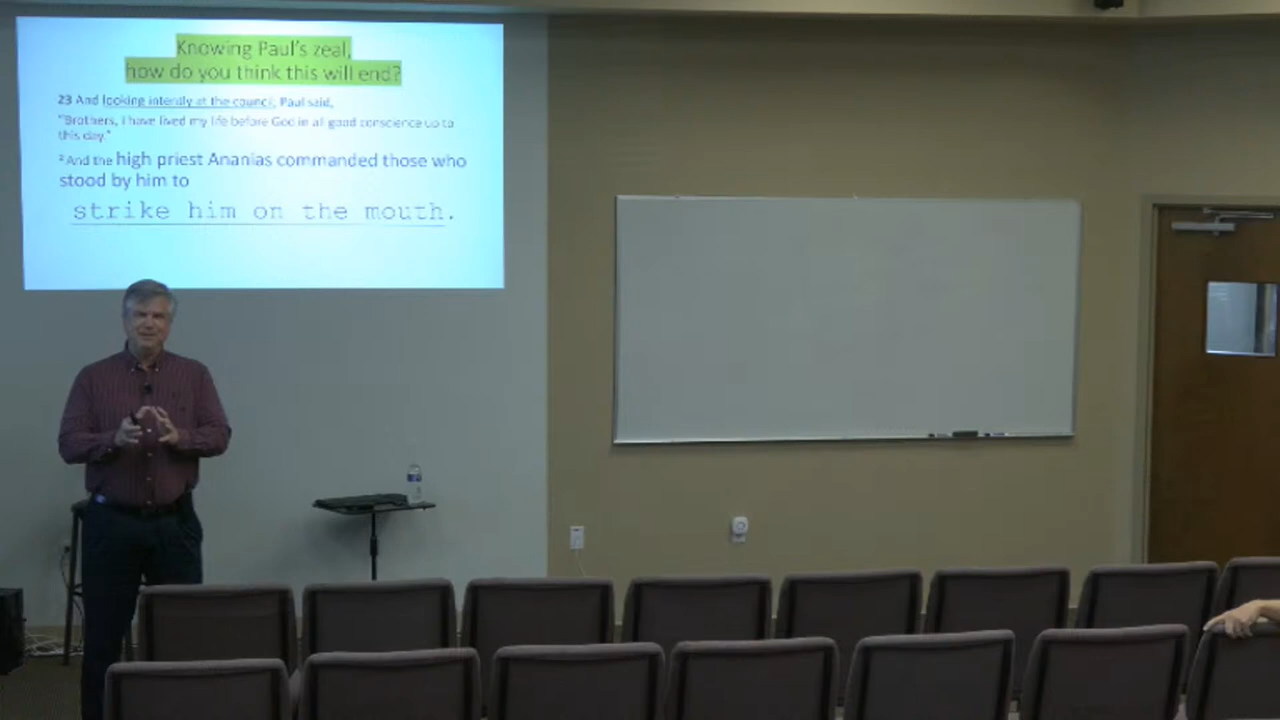 Knowing Paul's zeal,
how do you think this will end?
23 And looking intently at the council, Paul said,
"Brothers, I have lived my life before God in all good conscience up to
this day."
2 And the high priest Ananias commanded those who
stood by him to
strike him on the mouth.